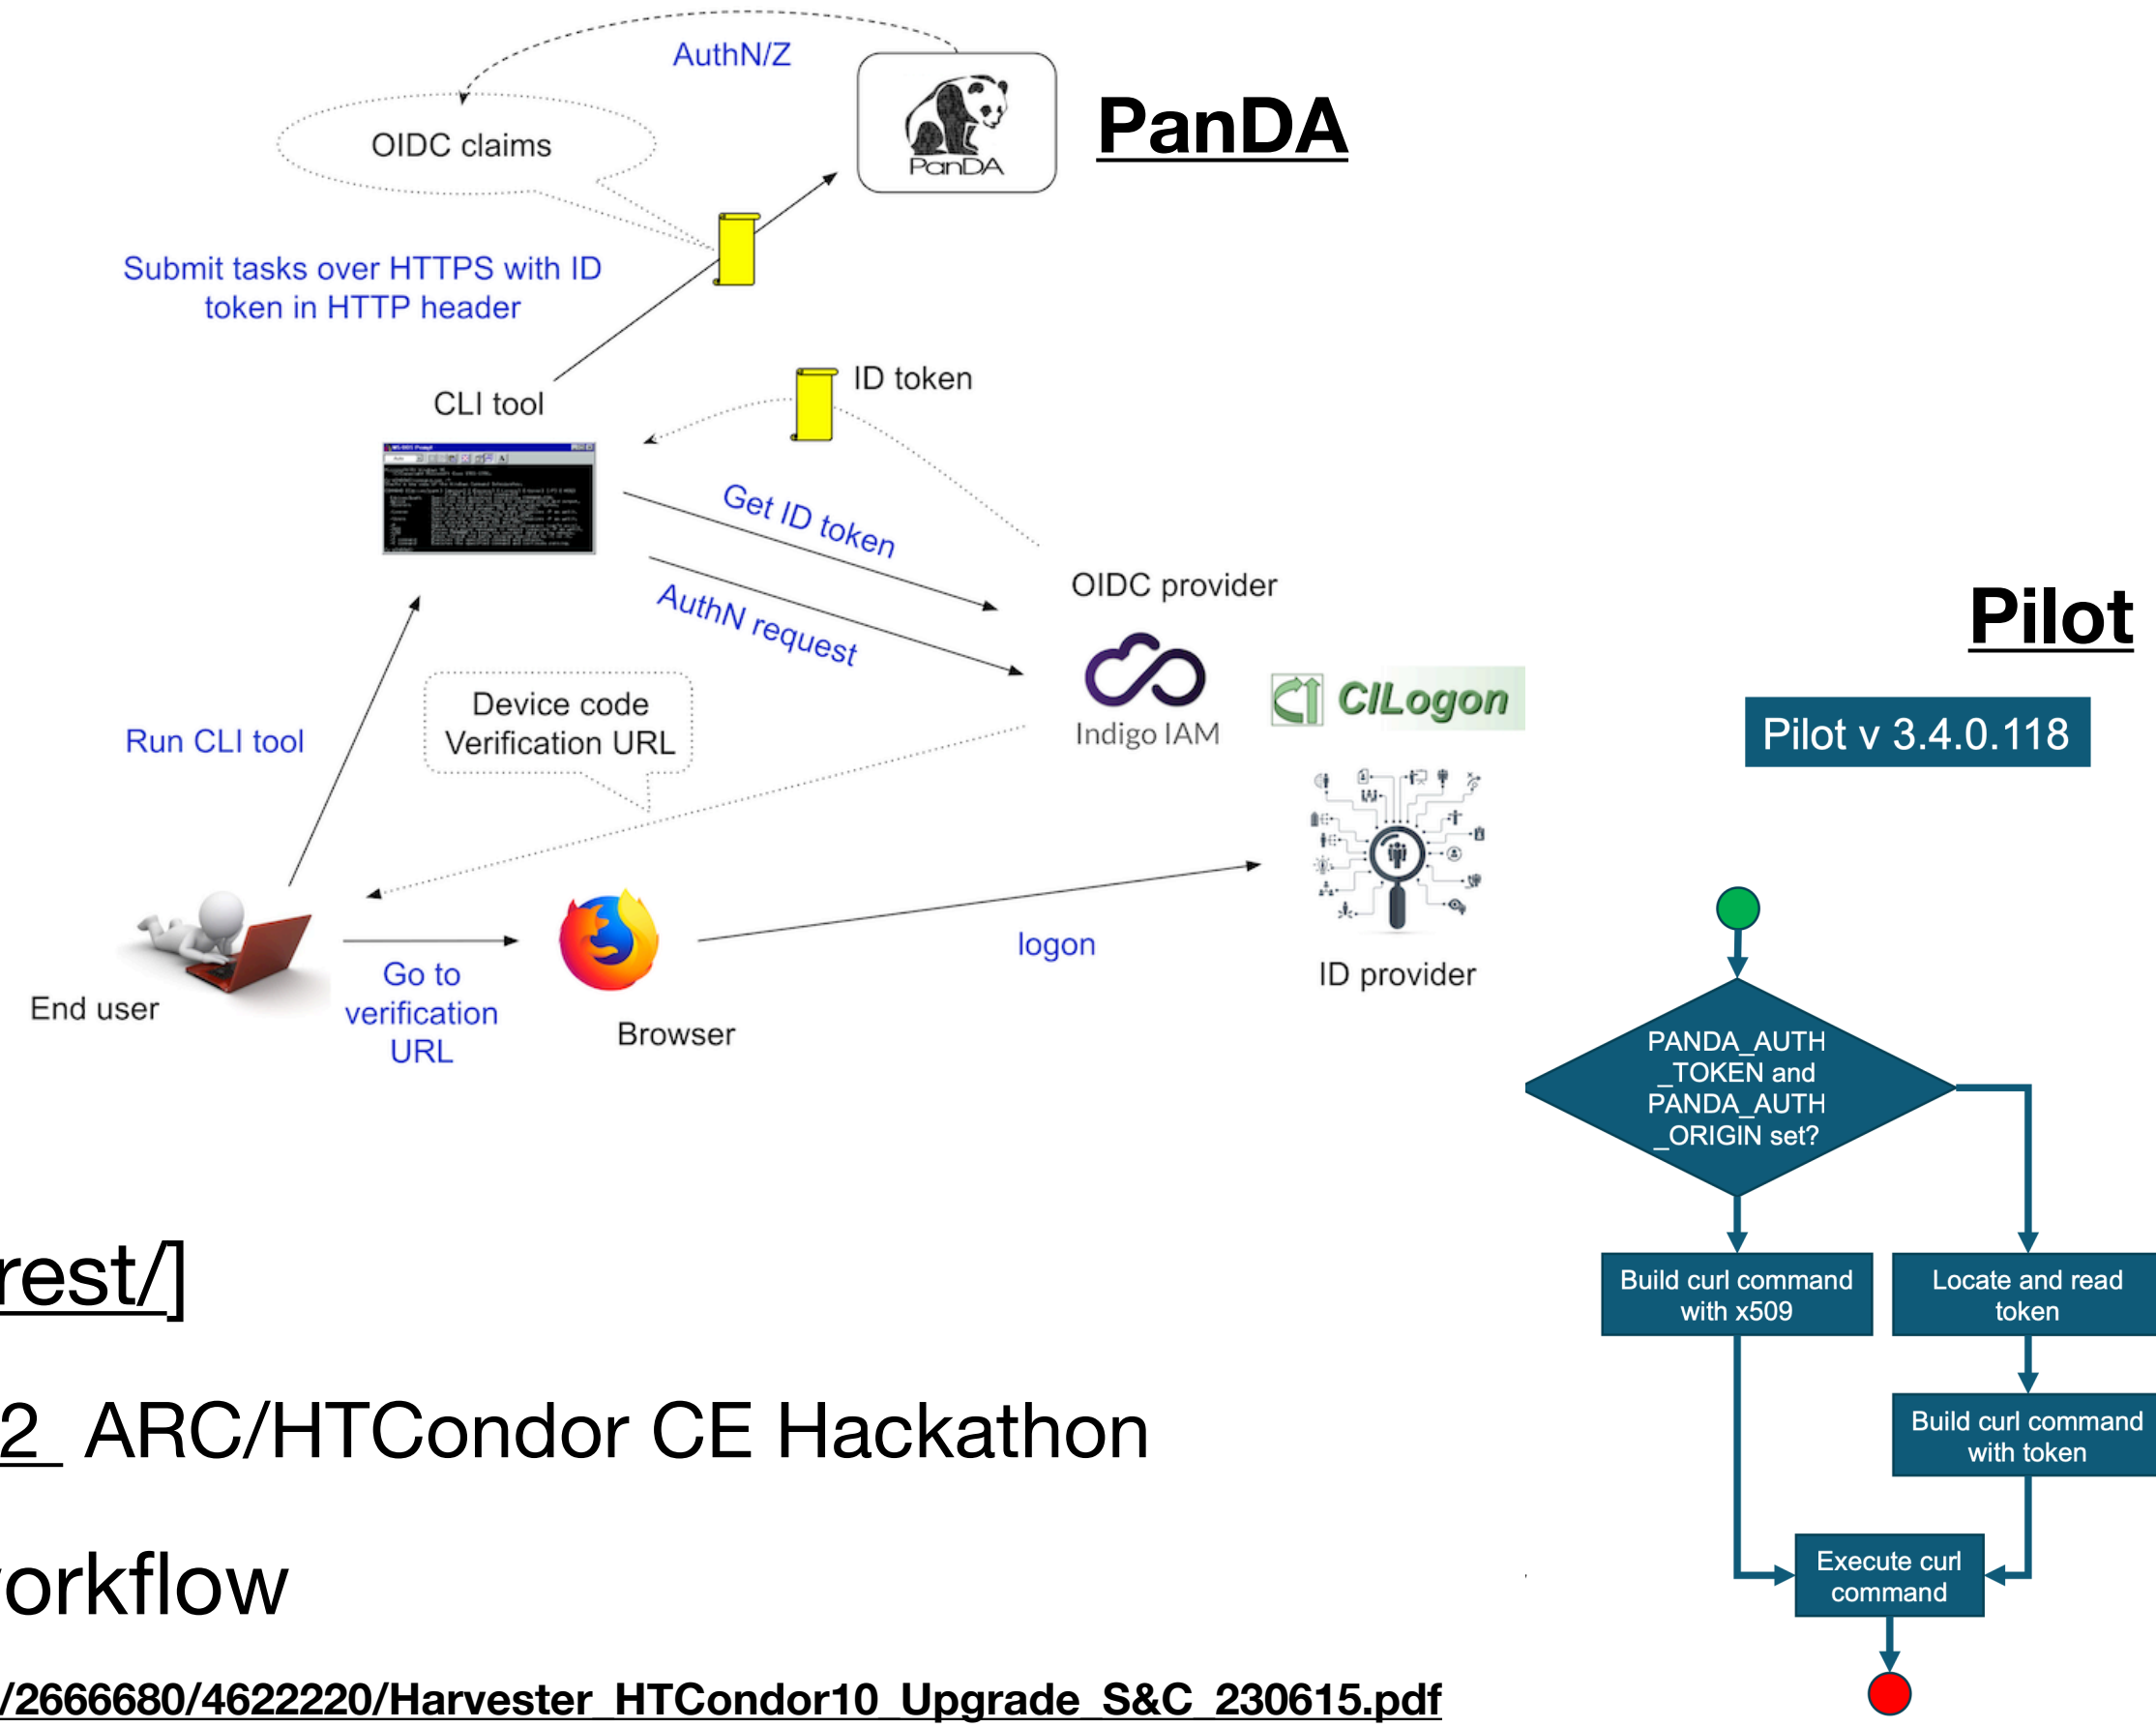 AuthN/Z
PanDA
PanDA
OIDC claims
Submit tasks over HTTPS with ID
token in HTTP header
ID token
CLI tool
MS-DOS Prompt
Get ID token
AuthN request
OIDC provider
Indigo IAM
CILogon
Device code
Verification URL
Run CLI tool
End user
Go to
verification
URL
Browser
logon
ID provider
Pilot
Pilot v 3.4.0.118
PANDA_AUTH
_TOKEN and
PANDA_AUTH
_ORIGIN set?
Build curl command
with x509
Locate and read
token
Build curl command
with token
Execute curl
command
rest/]
2 ARC/HTCondor CE Hackathon
orkflow
/2666680/4622220/Harvester_HTCondor10_Upgrade_S&C_230615.pdf